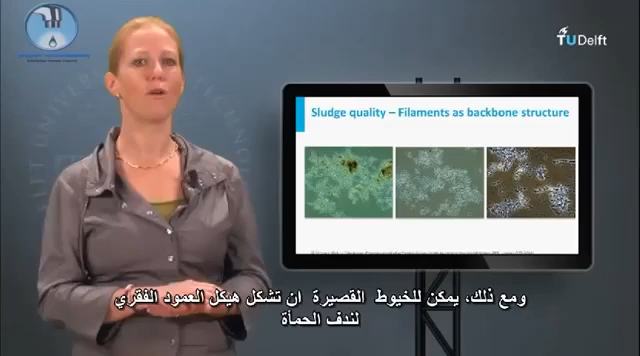 TUDelft
Sludge quality – Filaments as backbone structure
ومع ذلك، يمكن للخيوط القصيرة ان تشكل هيكل العمود الفقري
لندف الحمأة